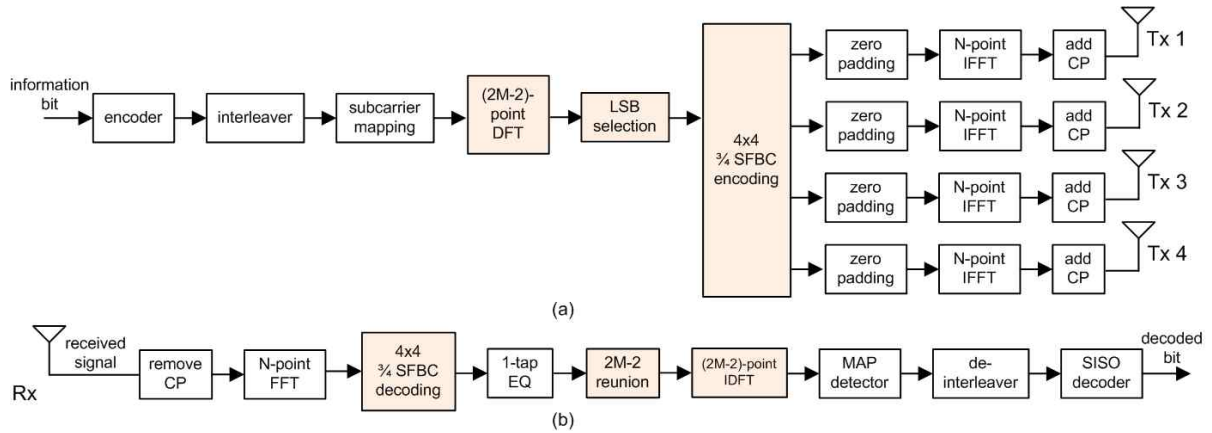 information
bit
encoder
interleaver
subcarrier
mapping
(2M-2)-
point
DFT
LSB
selection
4x4
¾ SFBC
encoding
zero
padding
N-point
IFFT
add
CP
Tx 1
zero
padding
N-point
IFFT
add
CP
Tx 2
zero
padding
N-point
IFFT
add
CP
Tx 3
zero
padding
N-point
IFFT
add
CP
Tx 4
(a)
Rx
received
signal
remove
CP
N-point
FFT
4x4
¾ SFBC
decoding
1-tap
EQ
2M-2
reunion
(2M-2)-point
IDFT
MAP
detector
de-
interleaver
SISO
decoder
decoded
bit
(b)